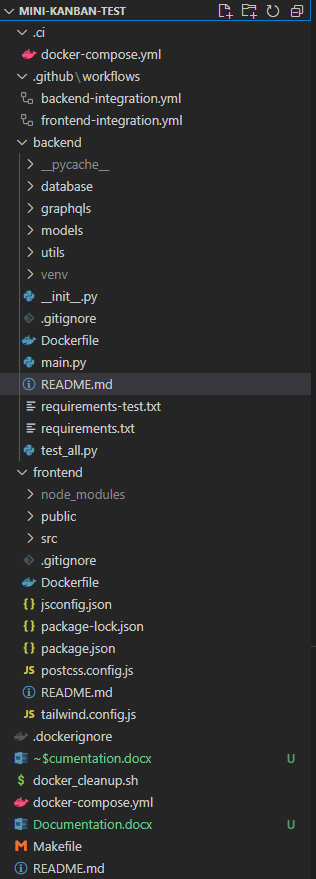 MINI-KANBAN-TEST
.ci
docker-compose.yml
.github\workflows
backend-integration.yml
frontend-integration.yml
backend
__pycache__
database
graphqls
models
utils
venv
__init__.py
.gitignore
Dockerfile
main.py
README.md
requirements-test.txt
requirements.txt
test_all.py
frontend
node_modules
public
src
.gitignore
Dockerfile
{} jsconfig.json
{} package-lock.json
{} package.json
JS postcss.config.js
README.md
JS tailwind.config.js
.dockerignore
~$cumentation.docx U
$ docker_cleanup.sh
docker-compose.yml
Documentation.docx U
M Makefile
README.md